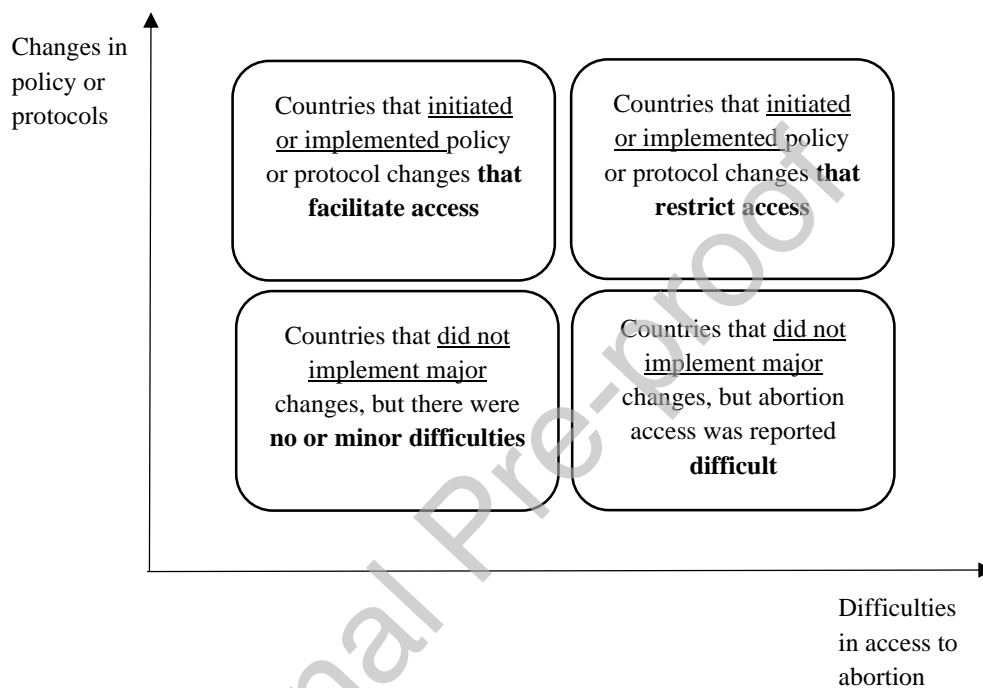 Changes in
policy or
protocols
Countries that initiated
or implemented policy
or protocol changes that
facilitate access
Countries that initiated
or implemented policy
or protocol changes that
restrict access
Countries that did not
implement major
changes, but there were
no or minor difficulties
Countries that did not
implement major
changes, but abortion
access was reported
difficult
Difficulties
in access to
abortion
nal Pre-proof